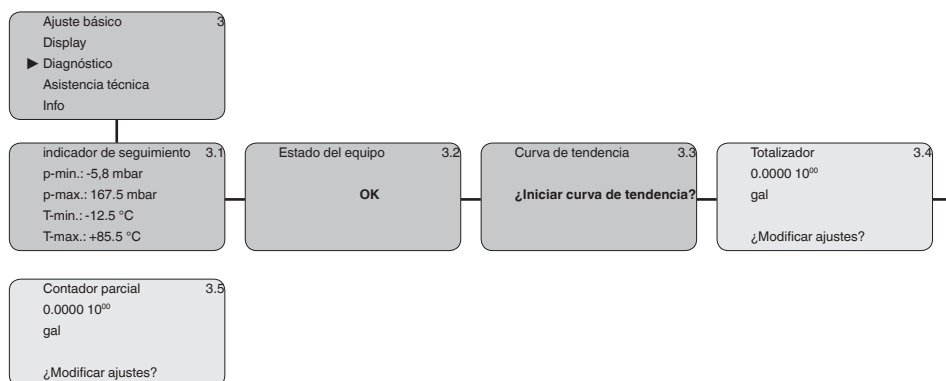 Ajuste básico 3
Display
▶ Diagnóstico
Asistencia técnica
Info
indicador de seguimiento 3.1
p-min.: -5,8 mbar
p-max.: 167.5 mbar
T-min.: -12.5 °C
T-max.: +85.5 °C
Estado del equipo 3.2
OK
Curva de tendencia 3.3
¿Iniciar curva de tendencia?
Totalizador 3.4
0.0000 10⁰⁰
gal
¿Modificar ajustes?
Contador parcial 3.5
0.0000 10⁰⁰
gal
¿Modificar ajustes?